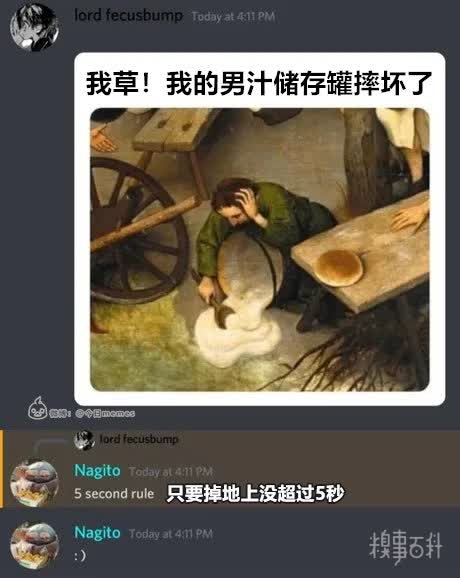 lord fecusbump Today at 4:11 PM
我草！我的男汁储存罐摔坏了
微博：@今日memes
lord fecusbump
Nagito Today at 4:11 PM
5 second rule 只要掉地上没超过5秒
Nagito Today at 4:11 PM
:)
糗事百科